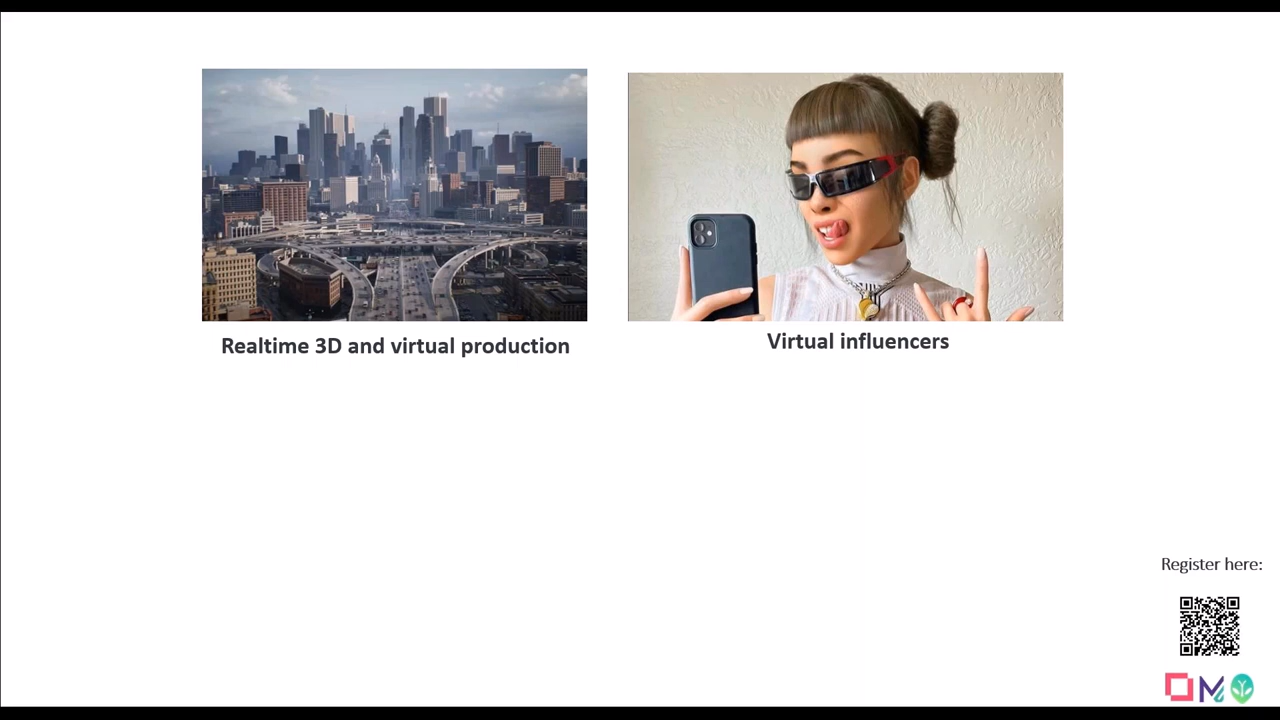 Realtime 3D and virtual production
Virtual influencers
Register here: